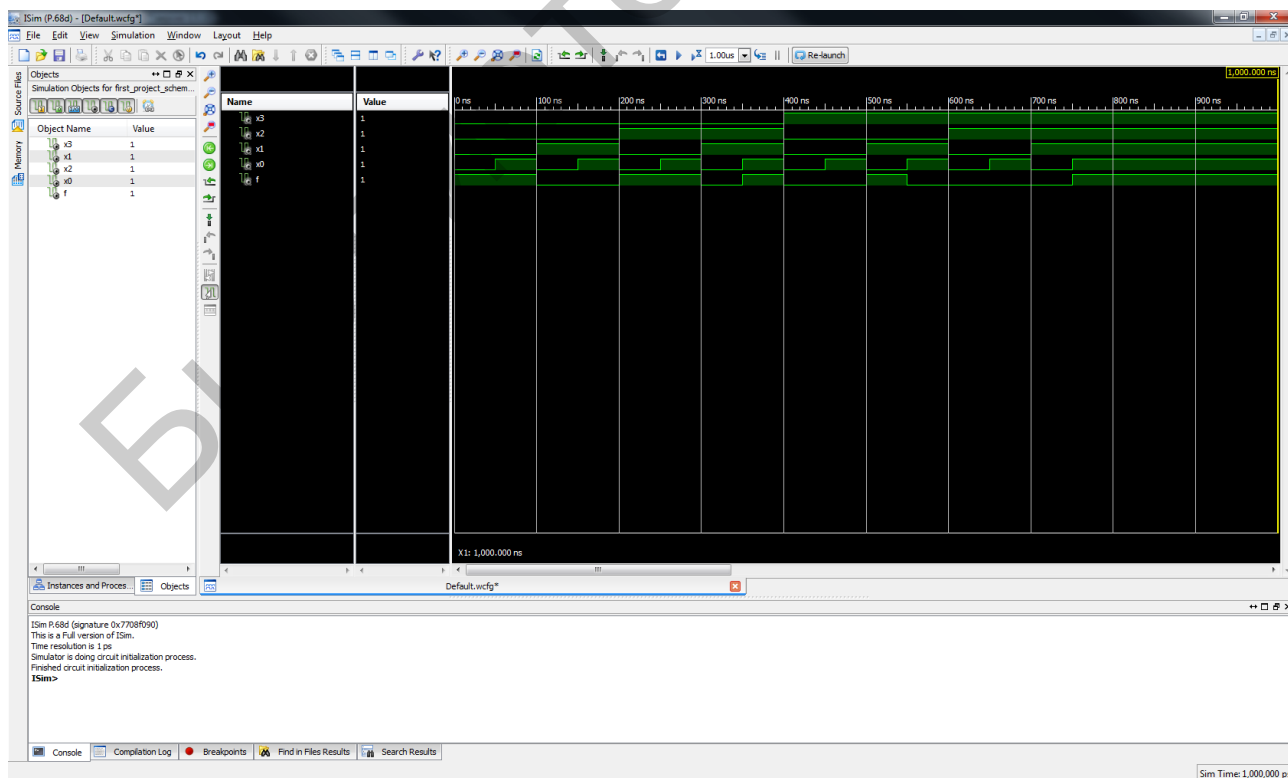 ISim (P.68d) - [Default.wcfg*]
File Edit View Simulation Window Layout Help
1.00us Re-launch
Source Files
Memory
Objects
Simulation Objects for first_project_schem...
Object Name Value
x3 1
x1 1
x2 1
x0 1
f 1
Name Value
x3 1
x2 1
x1 1
x0 1
f 1
1,000.000 ns
0 ns 100 ns 200 ns 300 ns 400 ns 500 ns 600 ns 700 ns 800 ns 900 ns
X1: 1,000.000 ns
Instances and Proces... Objects
Default.wcfg*
Console
ISim P.68d (signature 0x7708f090)
This is a Full version of ISim.
Time resolution is 1 ps
Simulator is doing circuit initialization process.
Finished circuit initialization process.
ISim>
Console Compilation Log Breakpoints Find in Files Results Search Results
Sim Time: 1,000,000 p